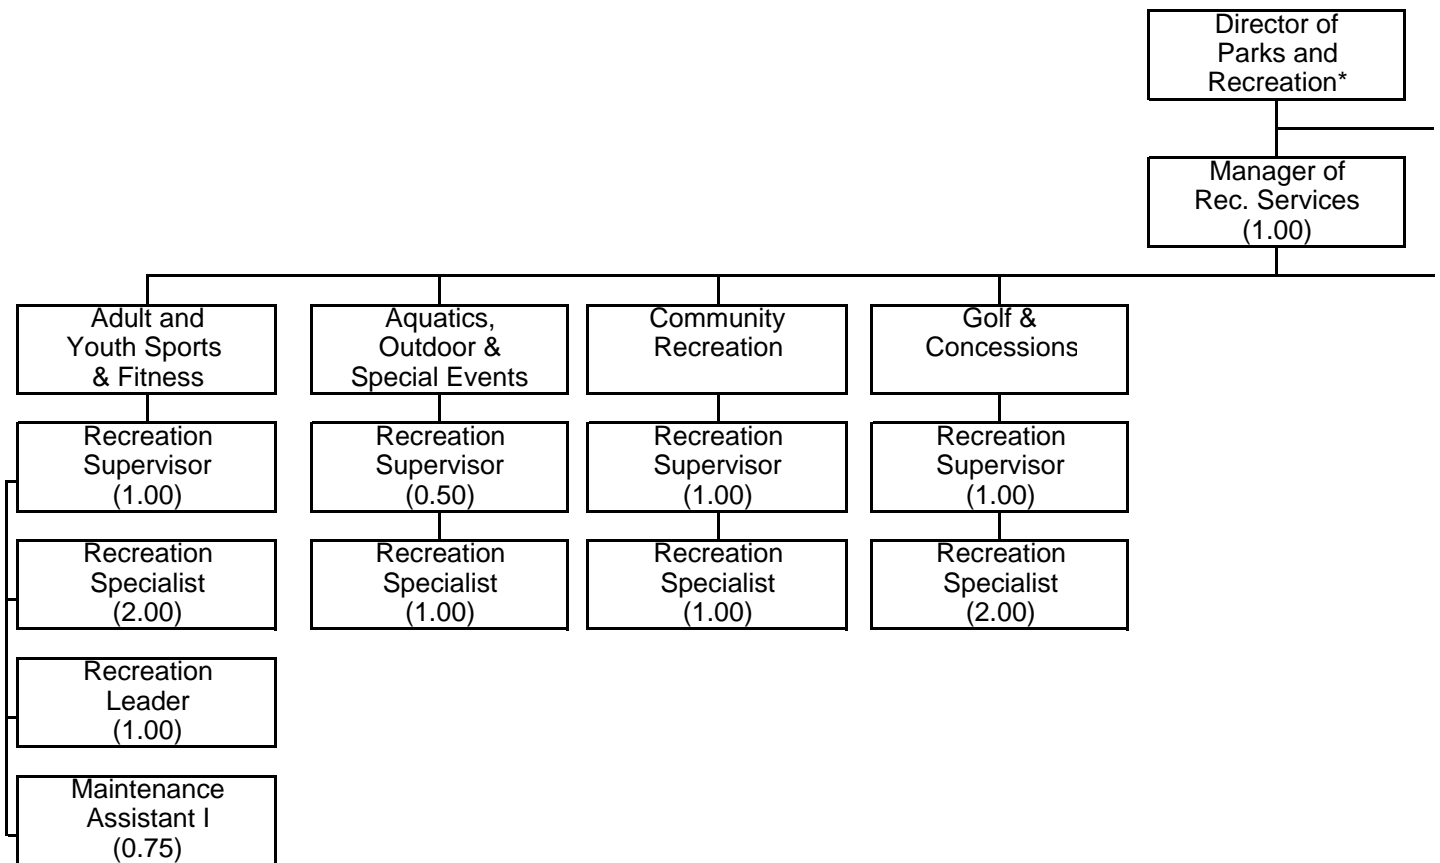 Director of
Parks and
Recreation*
Manager of
Rec. Services
(1.00)
Adult and
Youth Sports
& Fitness
Aquatics,
Outdoor &
Special Events
Community
Recreation
Golf &
Concessions
Recreation
Supervisor
(1.00)
Recreation
Supervisor
(0.50)
Recreation
Supervisor
(1.00)
Recreation
Supervisor
(1.00)
Recreation
Specialist
(2.00)
Recreation
Specialist
(1.00)
Recreation
Specialist
(1.00)
Recreation
Specialist
(2.00)
Recreation
Leader
(1.00)
Maintenance
Assistant I
(0.75)